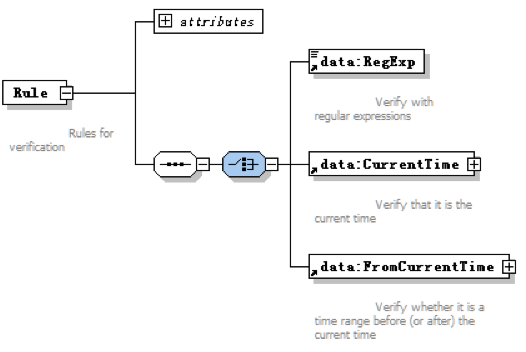 attributes
data:RegExp
Verify with
regular expressions
Rule
Rules for
verification
data:CurrentTime
Verify that it is the
current time
data:FromCurrentTime
Verify whether it is a
time range before (or after) the
current time